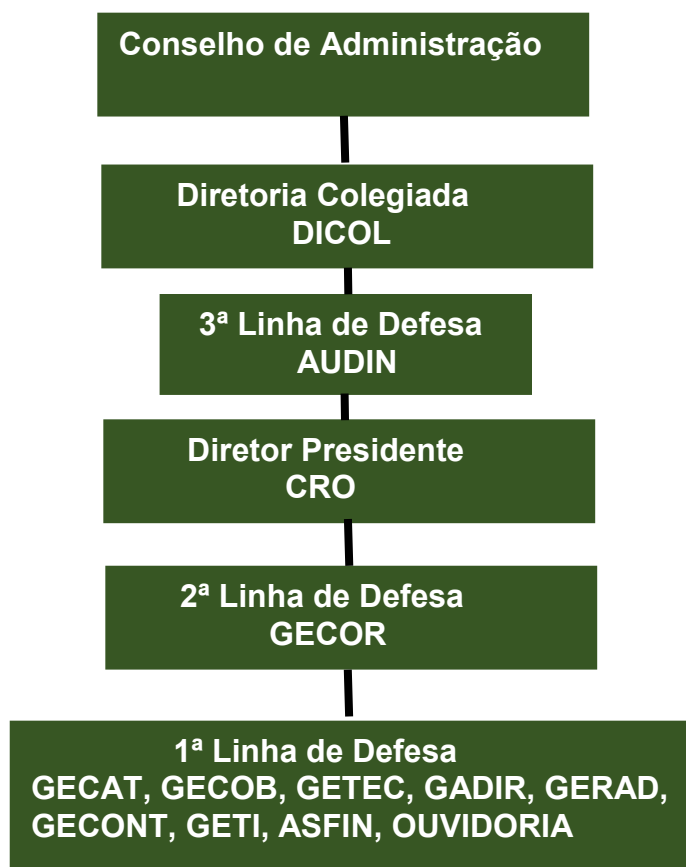 Conselho de Administração
Diretoria Colegiada
DICOL
3ª Linha de Defesa
AUDIN
Diretor Presidente
CRO
2ª Linha de Defesa
GECOR
1ª Linha de Defesa
GECAT, GECOB, GETEC, GADIR, GERAD,
GECONT, GETI, ASFIN, OUVIDORIA